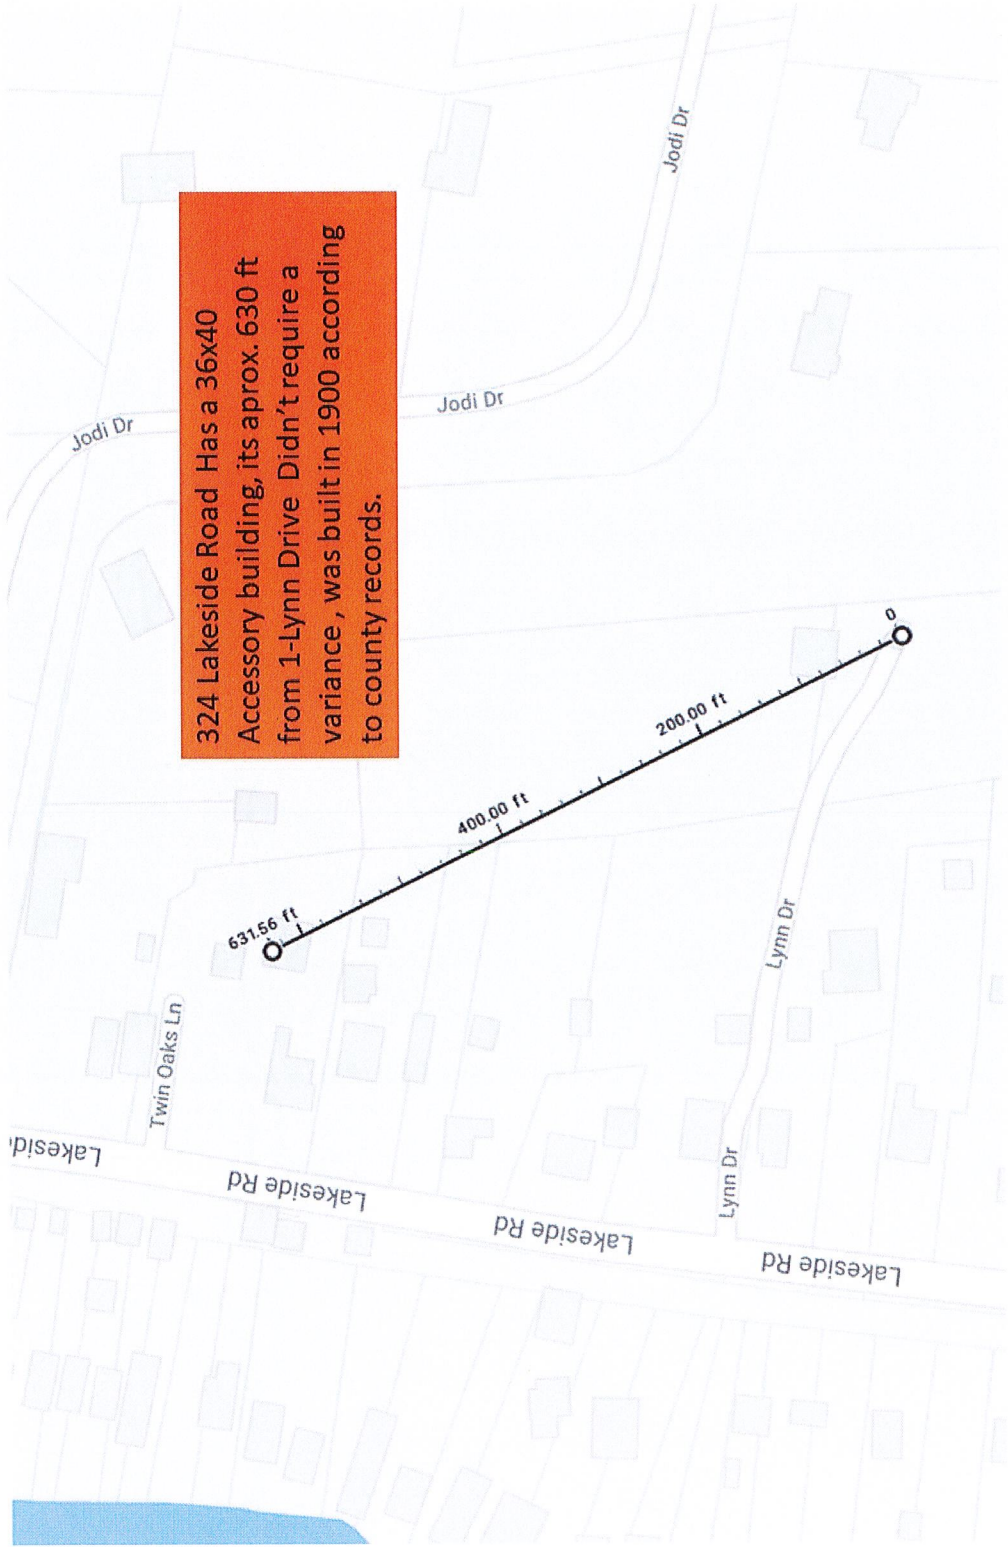 324 Lakeside Road Has a 36x40
Accessory building, its aprox. 630 ft
from 1-Lynn Drive Didn't require a
variance , was built in 1900 according
to county records.
Jodi Dr
Jodi Dr
Jodi Dr
0
200.00 ft
400.00 ft
631.56 ft
Twin Oaks Ln
Lynn Dr
Lynn Dr
Lakeside
Lakeside Rd
Lakeside Rd
Lakeside Rd